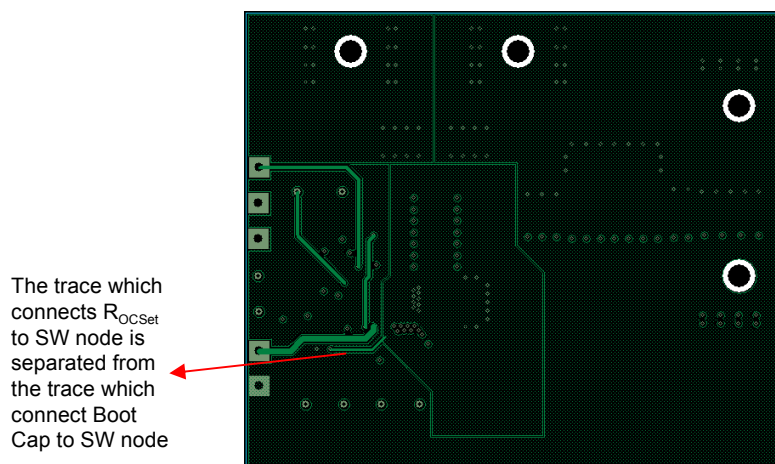 The trace which
connects ROCSet
to SW node is
separated from
the trace which
connect Boot
Cap to SW node